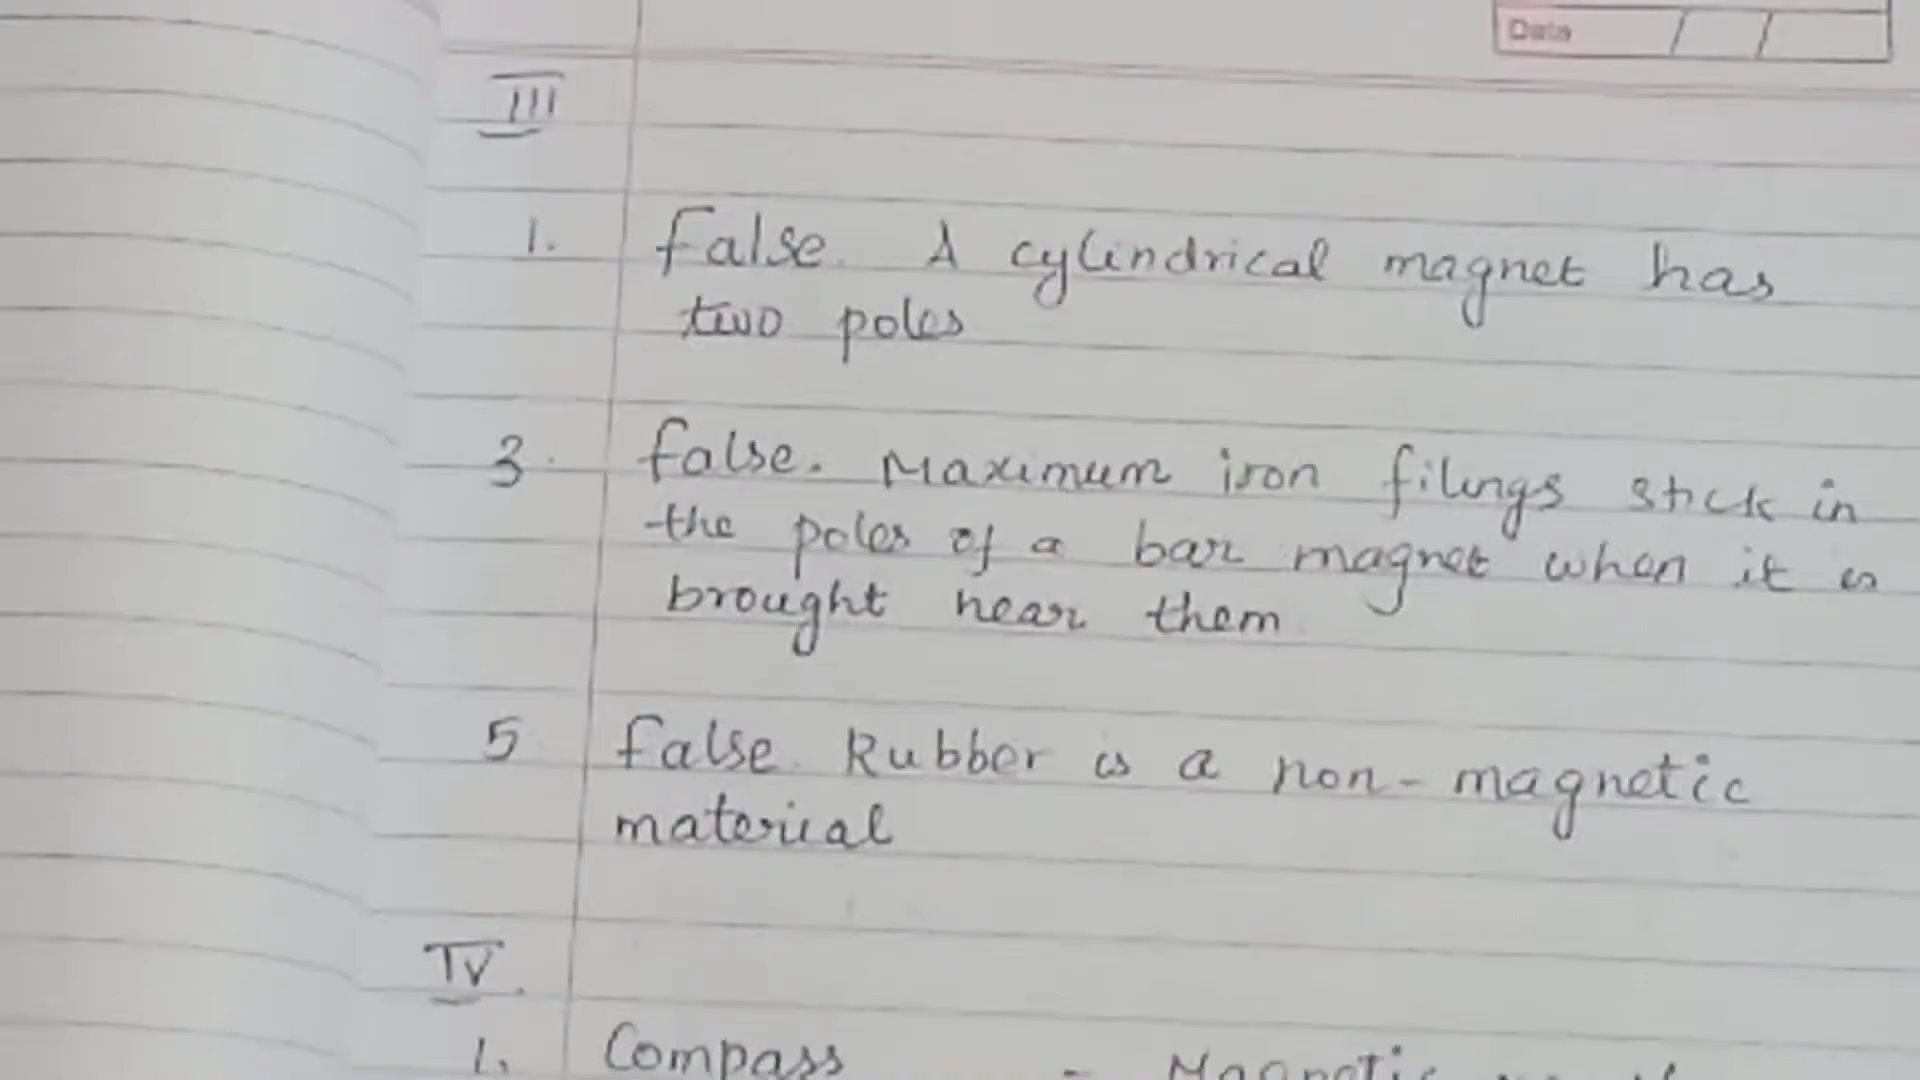 Date / /
III
1. False. A cylindrical magnet has
two poles
3. False. Maximum iron filings stick in
the poles of a bar magnet when it is
brought near them.
5 False. Rubber is a non-magnetic
material
IV.
1. Compass - Magnetic